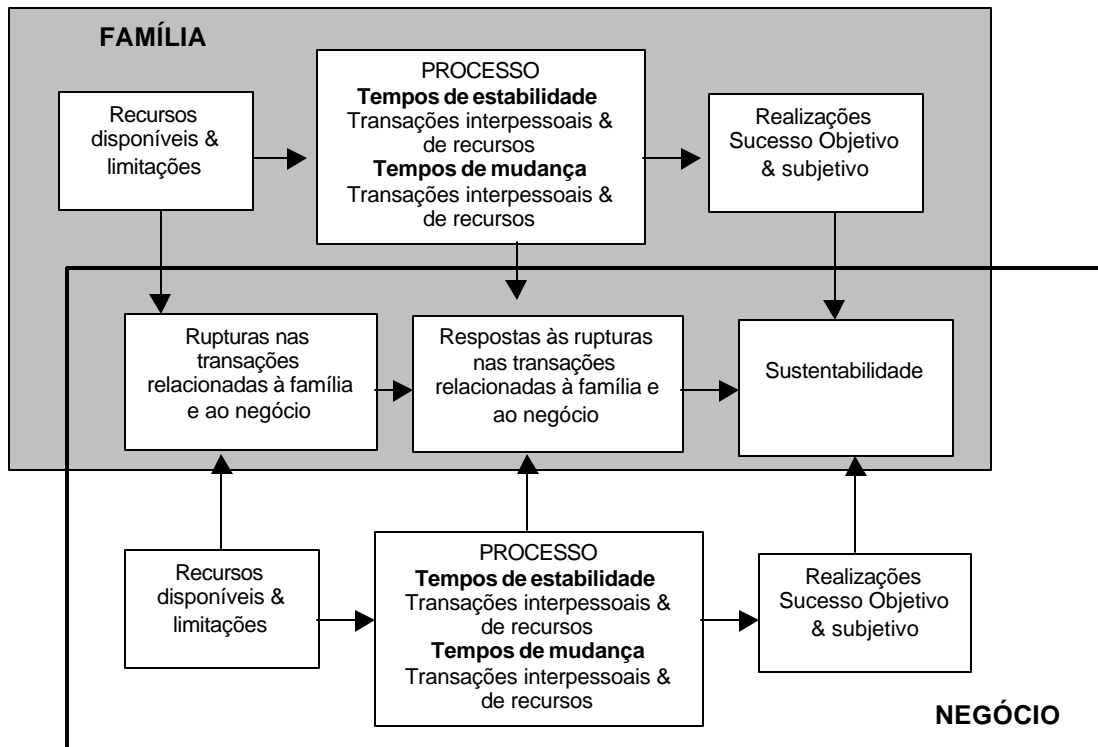 FAMÍLIA
Recursos
disponíveis &
limitações
PROCESSO
Tempos de estabilidade
Transações interpessoais &
de recursos
Tempos de mudança
Transações interpessoais &
de recursos
Realizações
Sucesso Objetivo
& subjetivo
Rupturas nas
transações
relacionadas à família
e ao negócio
Respostas às rupturas
nas transações
relacionadas à família e
ao negócio
Sustentabilidade
Recursos
disponíveis &
limitações
PROCESSO
Tempos de estabilidade
Transações interpessoais &
de recursos
Tempos de mudança
Transações interpessoais &
de recursos
Realizações
Sucesso Objetivo
& subjetivo
NEGÓCIO